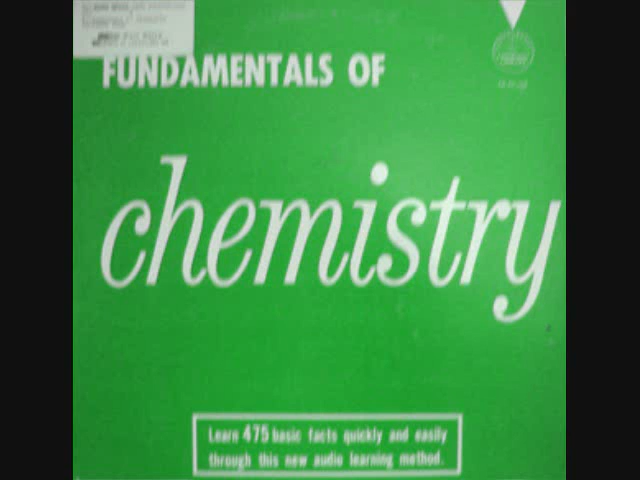 FUNDAMENTALS OF
chemistry
Learn 475 basic facts quickly and easily
through this new audio learning method.